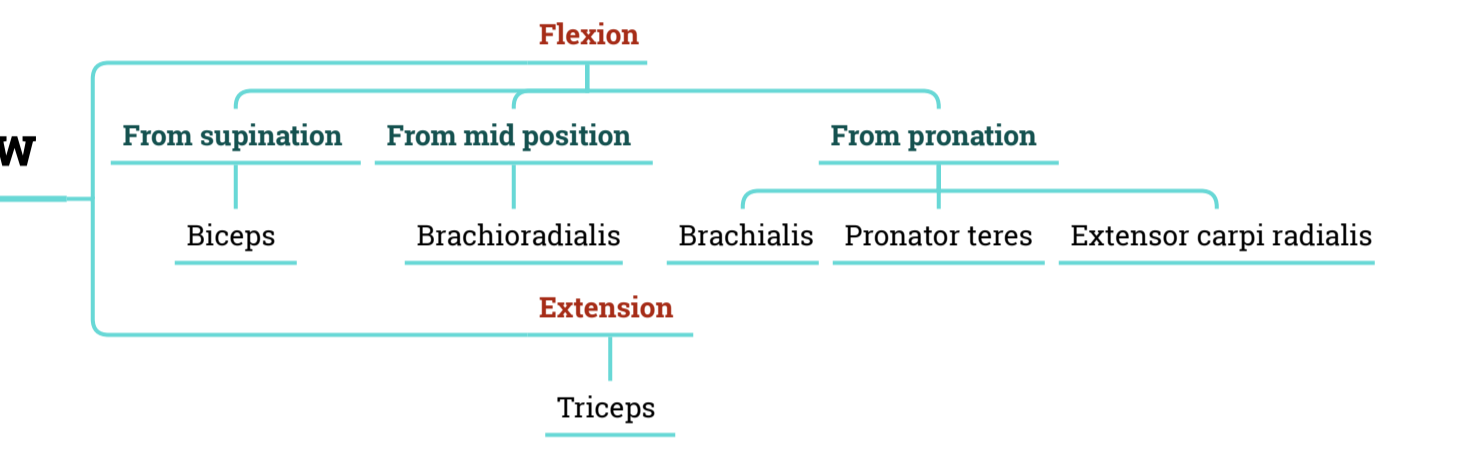 Flexion
w
From supination
From mid position
From pronation
Biceps
Brachioradialis
Brachialis
Pronator teres
Extensor carpi radialis
Extension
Triceps